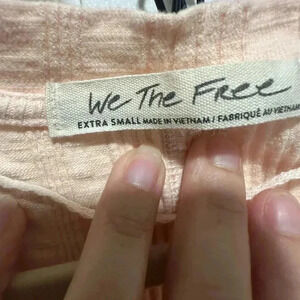 We The Free
EXTRA SMALL MADE IN VIETNAM / FABRIQUÉ AU VIETNAM